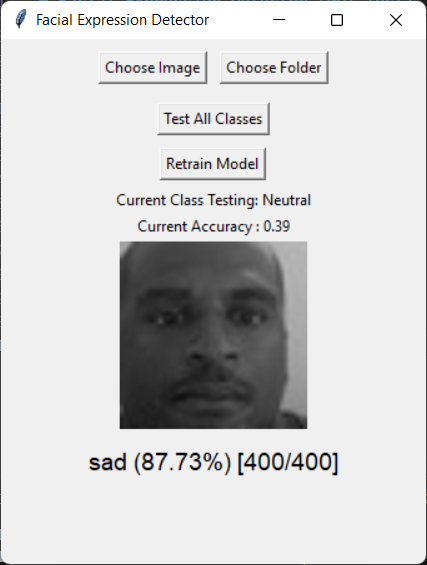 Facial Expression Detector
Choose Image Choose Folder
Test All Classes
Retrain Model
Current Class Testing: Neutral
Current Accuracy : 0.39
sad (87.73%) [400/400]